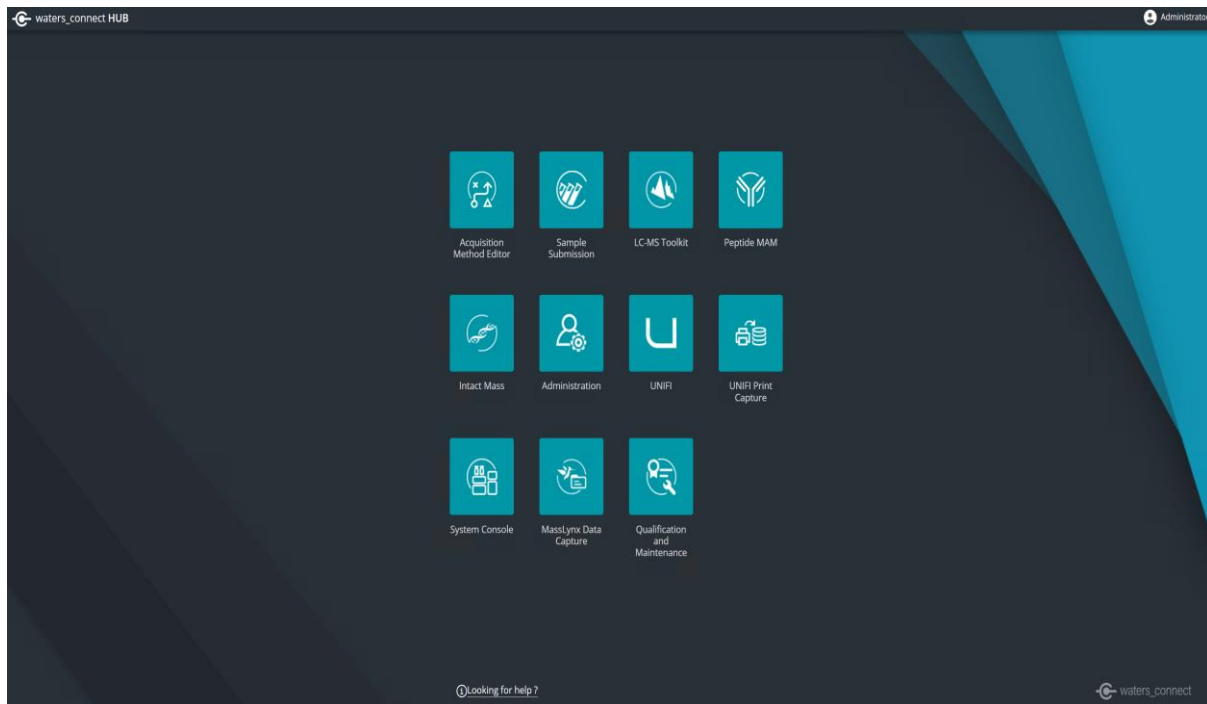 waters_connect HUB
Administrator
Acquisition
Method Editor
Sample
Submission
LC-MS Toolkit
Peptide MAM
Intact Mass
Administration
UNIFI
UNIFI Print
Capture
System Console
MassLynx Data
Capture
Qualification
and
Maintenance
Looking for help ?
waters_connect